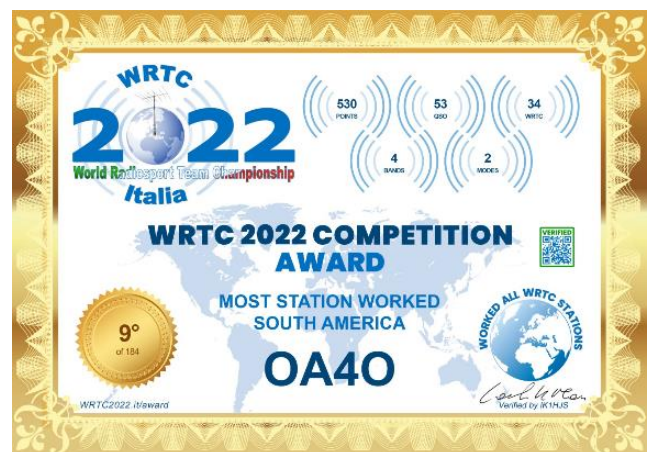 WRTC
2022
World Radiosport Team Championship
Italia
530
POINTS
53
QSO
34
WRTC
4
BANDS
2
MODES
WRTC 2022 COMPETITION
AWARD
VERIFIED
MOST STATION WORKED
SOUTH AMERICA
OA4O
9°
of 184
WORKED ALL WRTC STATIONS
WRTC2022.it/award
Verified by IK1HJS